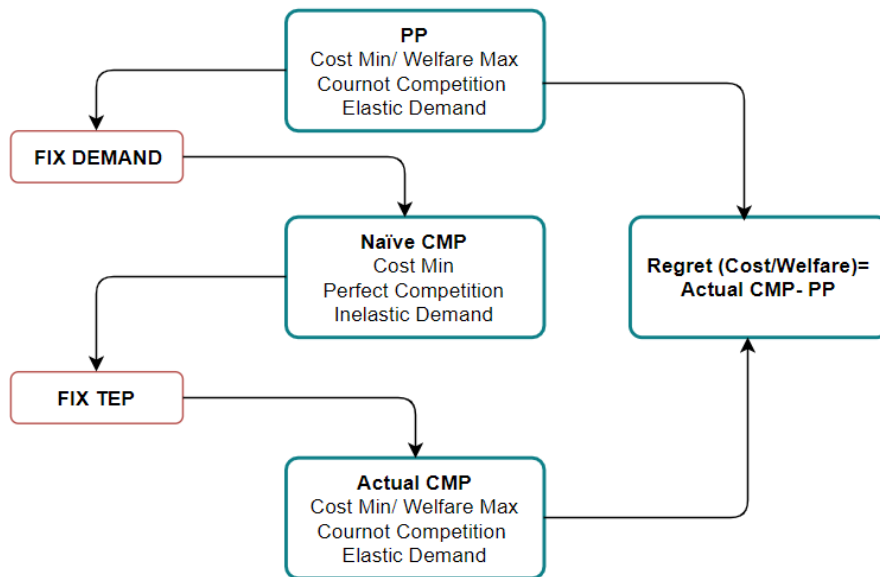 PP
Cost Min/ Welfare Max
Cournot Competition
Elastic Demand
FIX DEMAND
Naïve CMP
Cost Min
Perfect Competition
Inelastic Demand
Regret (Cost/Welfare)=
Actual CMP- PP
FIX TEP
Actual CMP
Cost Min/ Welfare Max
Cournot Competition
Elastic Demand